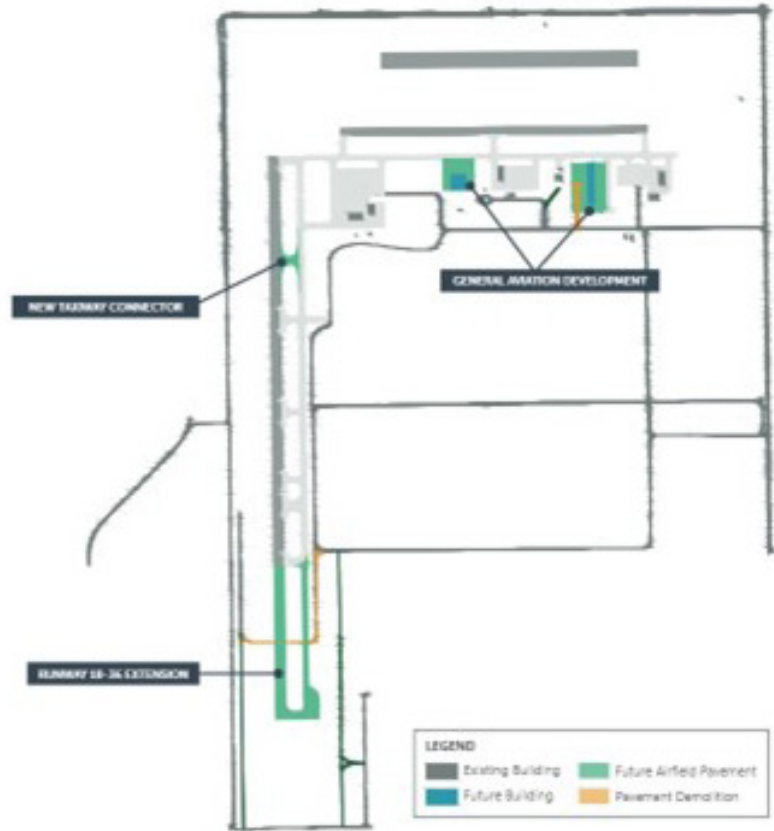 NEW TAXIWAY CONNECTOR
GENERAL AVIATION DEVELOPMENT
RUNWAY 18-36 EXTENSION
LEGEND
Existing Building
Future Airfield Pavement
Future Building
Pavement Demolition